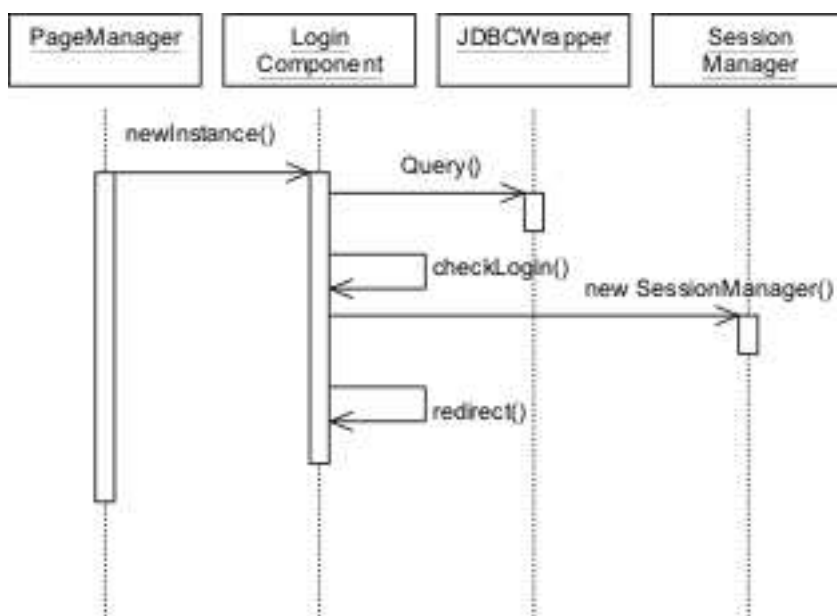 PageManager
Login
Component
JDBCWrapper
Session
Manager
newInstance()
Query()
checkLogin()
new SessionManager()
redirect()